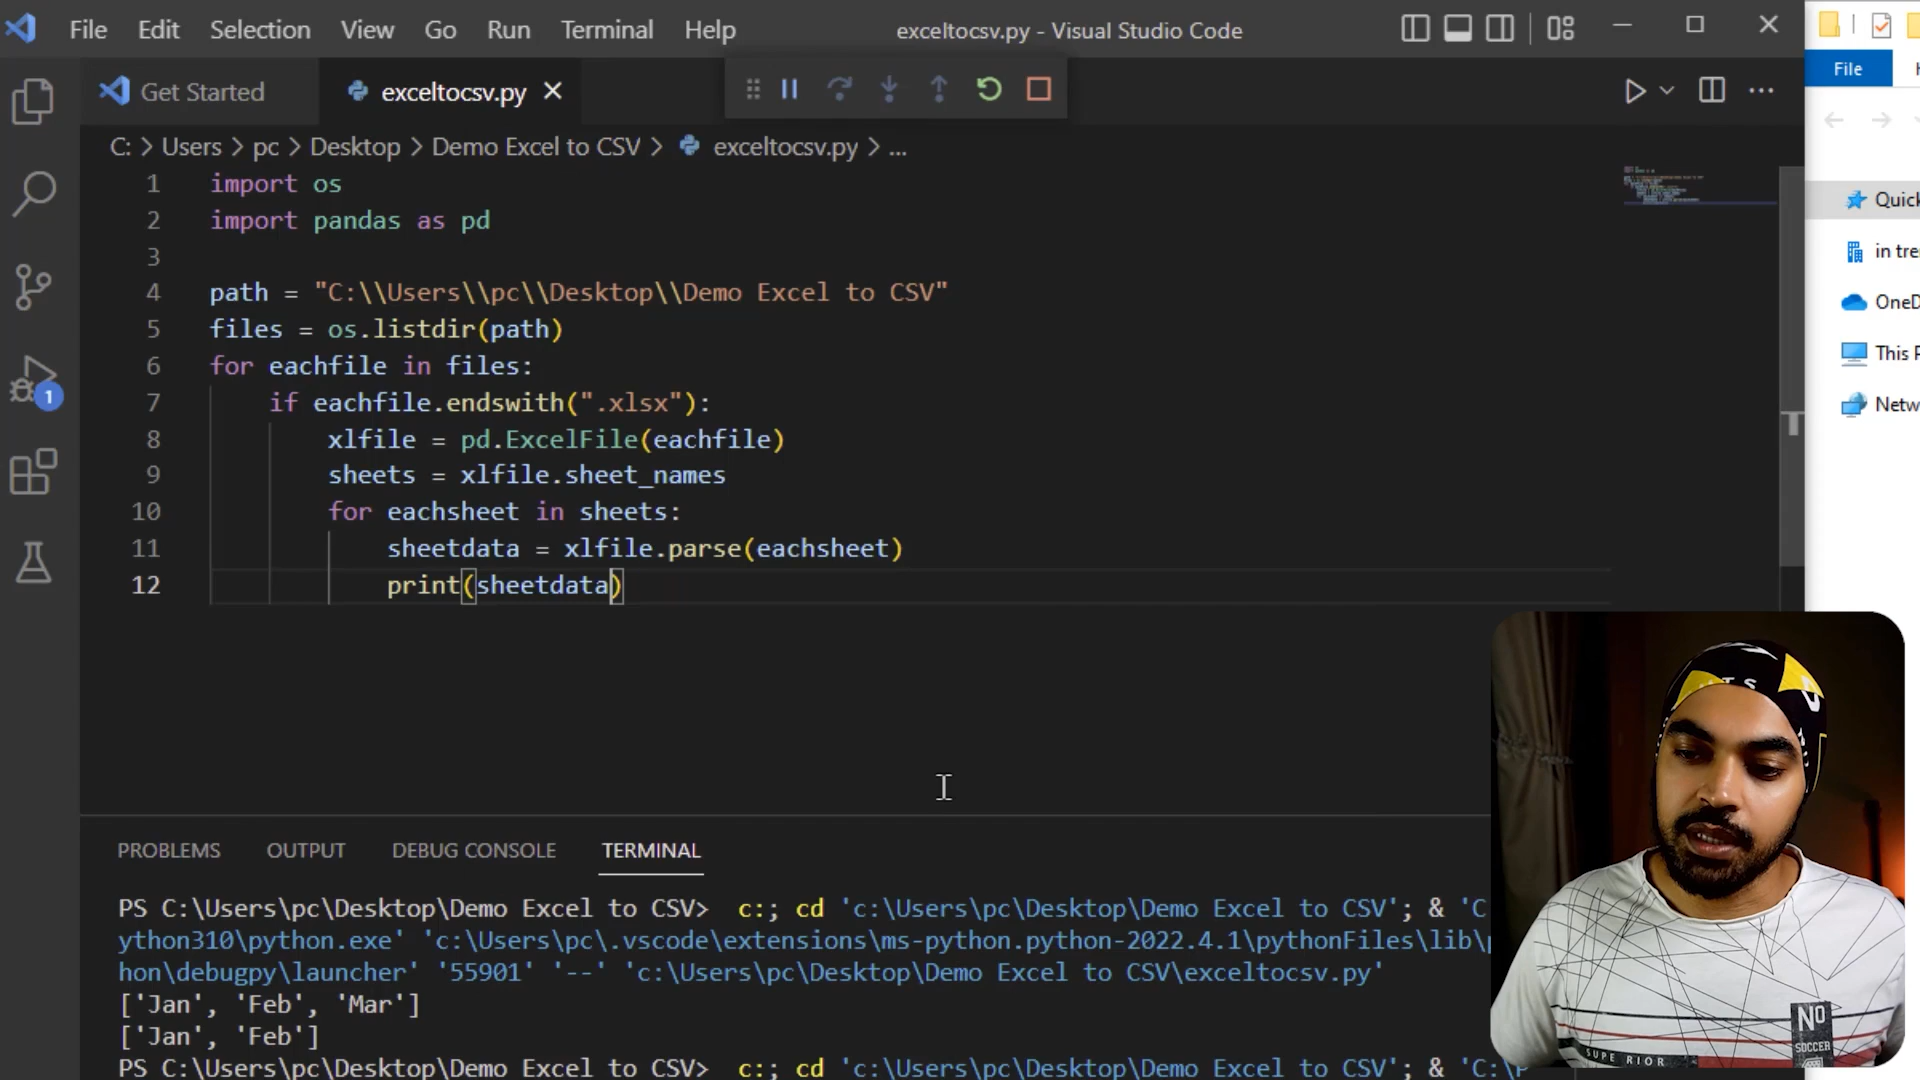 File Edit Selection View Go Run Terminal Help exceltocsv.py - Visual Studio Code
Get Started exceltocsv.py
File
C: > Users > pc > Desktop > Demo Excel to CSV > exceltocsv.py > ...
1 import os
2 import pandas as pd
3
4 path = "C:\\Users\\pc\\Desktop\\Demo Excel to CSV"
5 files = os.listdir(path)
6 for eachfile in files:
7 if eachfile.endswith(".xlsx"):
8 xlfile = pd.ExcelFile(eachfile)
9 sheets = xlfile.sheet_names
10 for eachsheet in sheets:
11 sheetdata = xlfile.parse(eachsheet)
12 print(sheetdata)
1
Quick
in tre
OneD
This P
Netw
PROBLEMS OUTPUT DEBUG CONSOLE TERMINAL
PS C:\Users\pc\Desktop\Demo Excel to CSV> c:; cd 'c:\Users\pc\Desktop\Demo Excel to CSV'; & 'C
ython310\python.exe' 'c:\Users\pc\.vscode\extensions\ms-python.python-2022.4.1\pythonFiles\lib\p
hon\debugpy\launcher' '55901' '--' 'c:\Users\pc\Desktop\Demo Excel to CSV\exceltocsv.py'
['Jan', 'Feb', 'Mar']
['Jan', 'Feb']
PS C:\Users\pc\Desktop\Demo Excel to CSV> c:; cd 'c:\Users\pc\Desktop\Demo Excel to CSV'; & 'C:\P
NO
SOCCER
SUPE RIOR